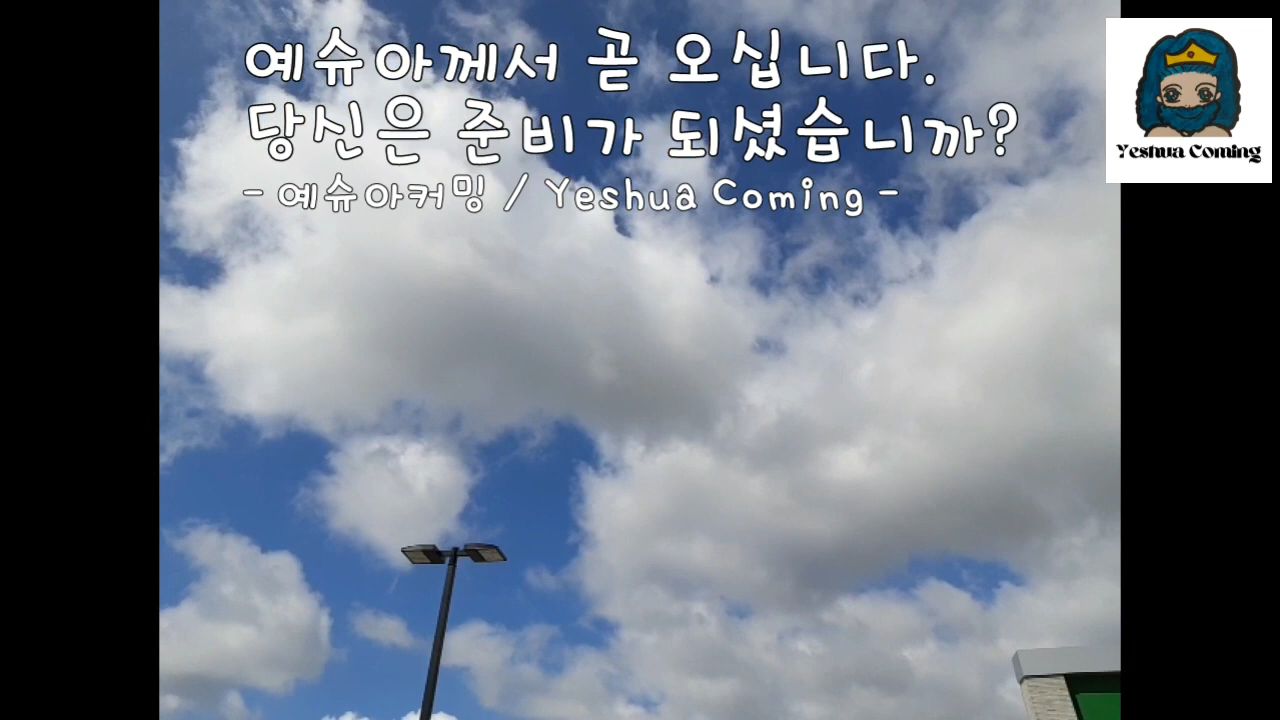 예슈아께서 곧 오십니다.
당신은 준비가 되셨습니까?
- 예슈아커밍 / Yeshua Coming -
Yeshua Coming